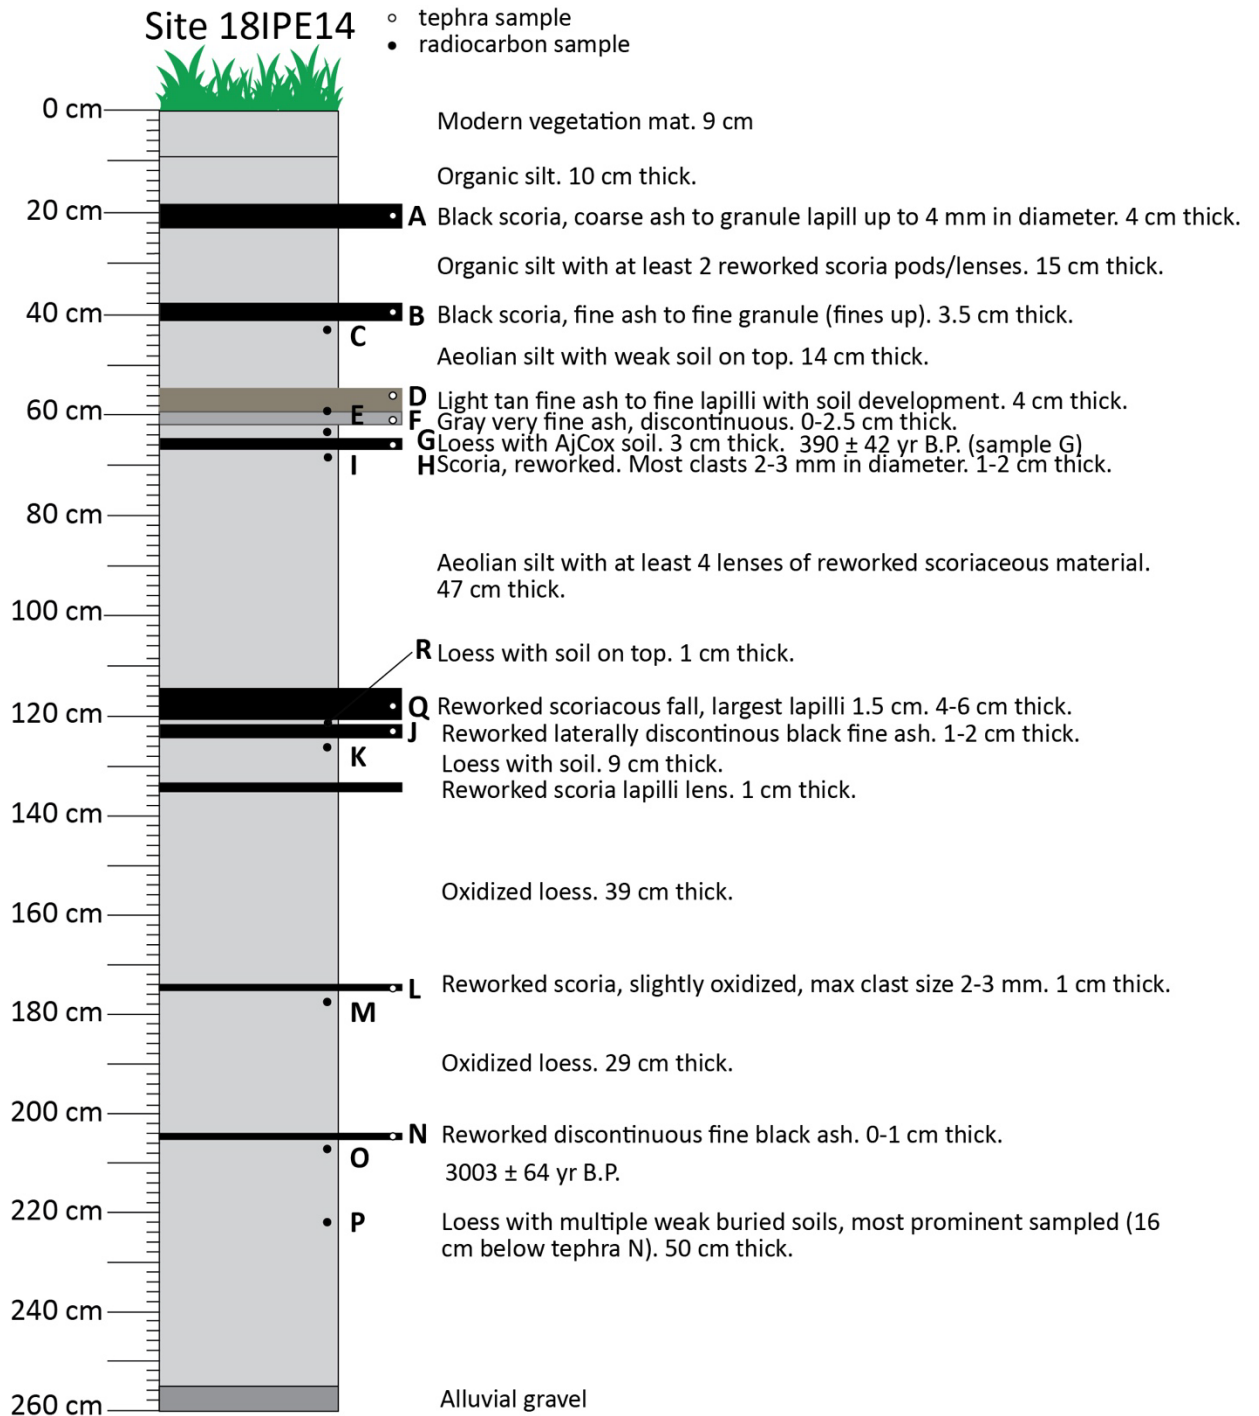 Site 18IPE14
tephra sample
radiocarbon sample
0 cm
Modern vegetation mat. 9 cm
Organic silt. 10 cm thick.
20 cm
A Black scoria, coarse ash to granule lapill up to 4 mm in diameter. 4 cm thick.
Organic silt with at least 2 reworked scoria pods/lenses. 15 cm thick.
40 cm
B Black scoria, fine ash to fine granule (fines up). 3.5 cm thick.
C
Aeolian silt with weak soil on top. 14 cm thick.
D Light tan fine ash to fine lapilli with soil development. 4 cm thick.
60 cm
E
F Gray very fine ash, discontinuous. 0-2.5 cm thick.
G Loess with AjCox soil. 3 cm thick. 390 ± 42 yr B.P. (sample G)
I
H Scoria, reworked. Most clasts 2-3 mm in diameter. 1-2 cm thick.
80 cm
Aeolian silt with at least 4 lenses of reworked scoriaceous material.
47 cm thick.
100 cm
R Loess with soil on top. 1 cm thick.
120 cm
Q Reworked scoriacous fall, largest lapilli 1.5 cm. 4-6 cm thick.
J Reworked laterally discontinous black fine ash. 1-2 cm thick.
K
Loess with soil. 9 cm thick.
Reworked scoria lapilli lens. 1 cm thick.
140 cm
Oxidized loess. 39 cm thick.
160 cm
L Reworked scoria, slightly oxidized, max clast size 2-3 mm. 1 cm thick.
180 cm
M
Oxidized loess. 29 cm thick.
200 cm
N Reworked discontinuous fine black ash. 0-1 cm thick.
O
3003 ± 64 yr B.P.
220 cm
P
Loess with multiple weak buried soils, most prominent sampled (16
cm below tephra N). 50 cm thick.
240 cm
Alluvial gravel
260 cm